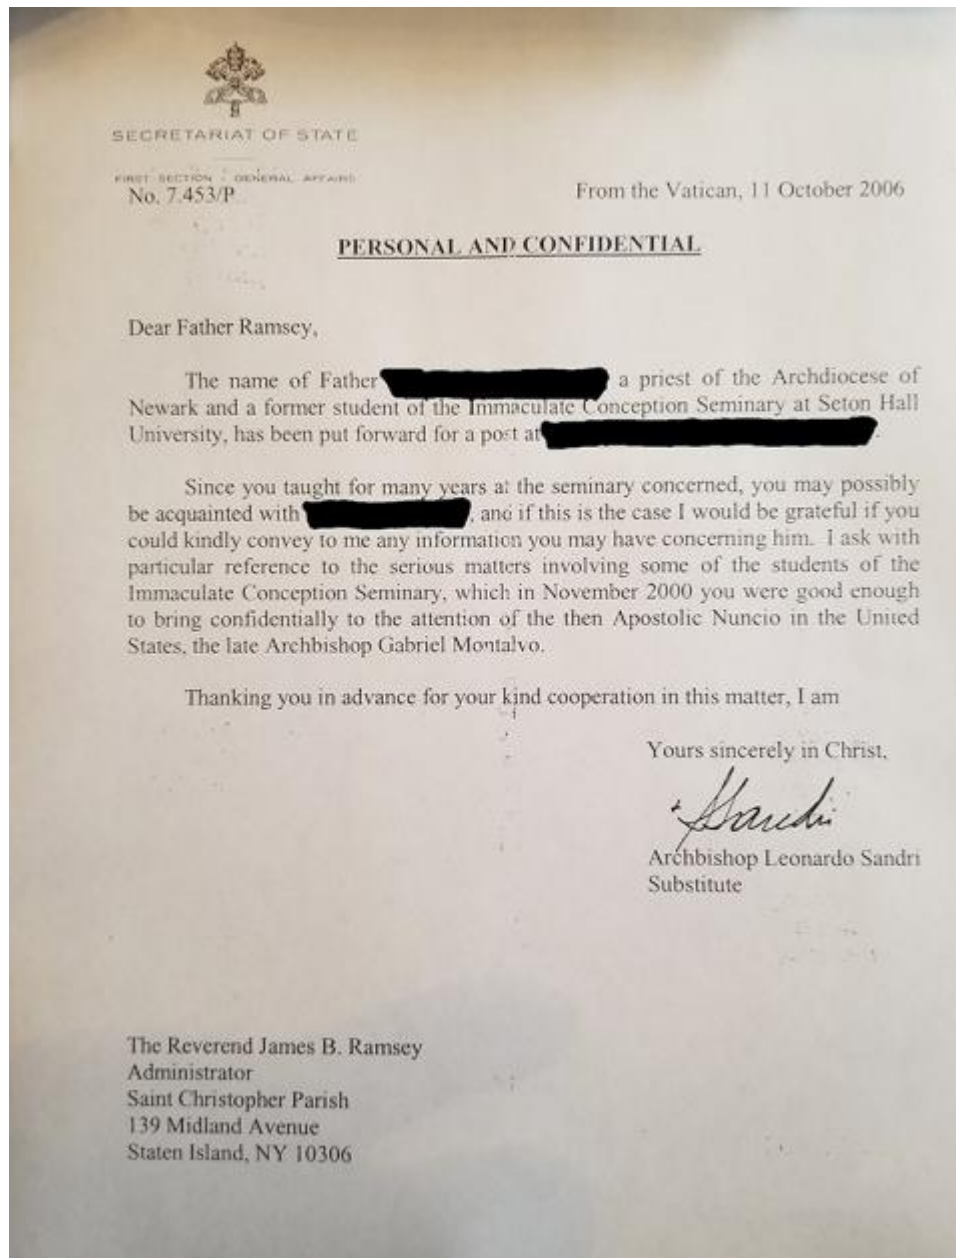 SECRETARIAT OF STATE
FIRST SECTION - GENERAL AFFAIRS
No. 7.453/P
From the Vatican, 11 October 2006
PERSONAL AND CONFIDENTIAL
Dear Father Ramsey,
The name of Father a priest of the Archdiocese of
Newark and a former student of the Immaculate Conception Seminary at Seton Hall
University, has been put forward for a post at .
Since you taught for many years at the seminary concerned, you may possibly
be acquainted with , and if this is the case I would be grateful if you
could kindly convey to me any information you may have concerning him. I ask with
particular reference to the serious matters involving some of the students of the
Immaculate Conception Seminary, which in November 2000 you were good enough
to bring confidentially to the attention of the then Apostolic Nuncio in the United
States, the late Archbishop Gabriel Montalvo.
Thanking you in advance for your kind cooperation in this matter, I am
Yours sincerely in Christ,
Sandri
Archbishop Leonardo Sandri
Substitute
The Reverend James B. Ramsey
Administrator
Saint Christopher Parish
139 Midland Avenue
Staten Island, NY 10306